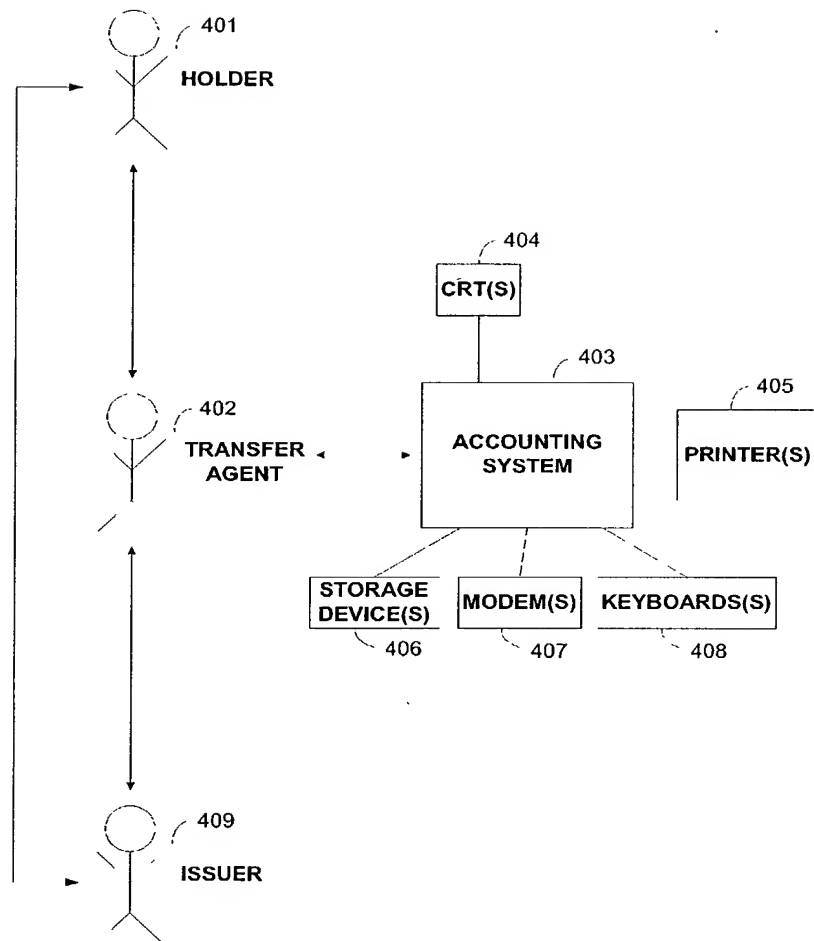 401
HOLDER
404
CRT(S)
403
405
402
TRANSFER
AGENT
ACCOUNTING
SYSTEM
PRINTER(S)
STORAGE
DEVICE(S)
MODEM(S)
KEYBOARDS(S)
406
407
408
409
ISSUER